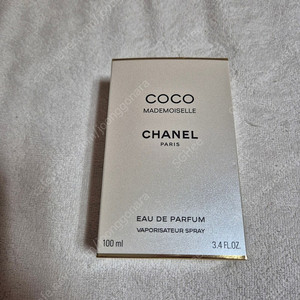 COCO
MADEMOISELLE
CHANEL
PARIS
EAU DE PARFUM
VAPORISATEUR SPRAY
100 ml 3.4 FL.OZ.